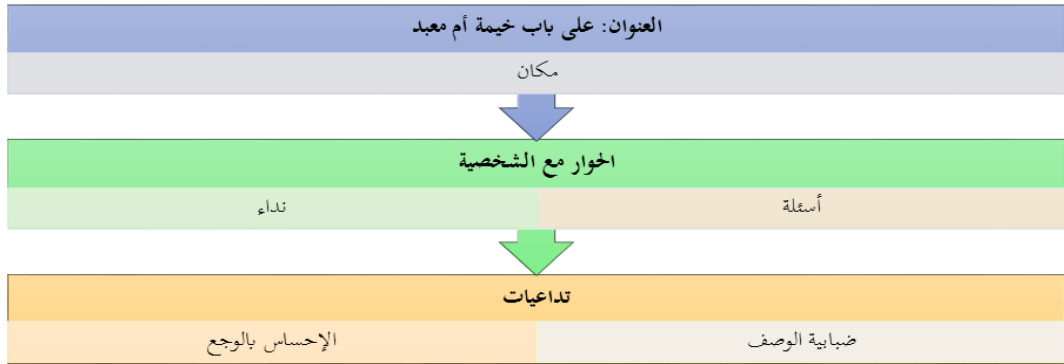 العنوان: على باب خيمة أم معبد
مكان
الحوار مع الشخصية
أسئلة
نداء
تداعيات
ضبابية الوصف
الإحساس بالوجع